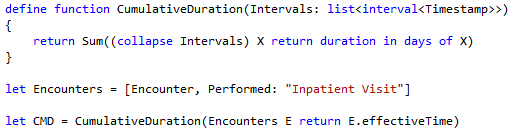 define function CumulativeDuration(Intervals: list<interval<Timestamp>>)
{
    return Sum((collapse Intervals) X return duration in days of X)
}
let Encounters = [Encounter, Performed: "Inpatient Visit"]
let CMD = CumulativeDuration(Encounters E return E.effectiveTime)